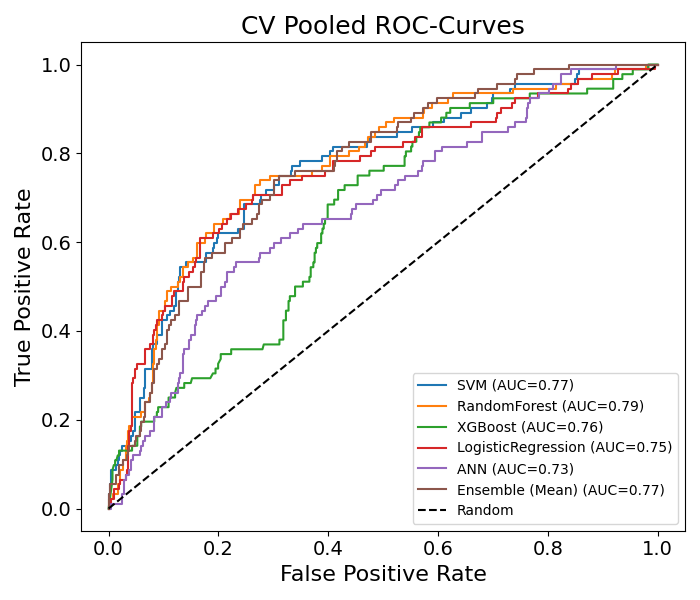 CV Pooled ROC-Curves
True Positive Rate
1.0
0.8
0.6
0.4
0.2
0.0
SVM (AUC=0.77)
RandomForest (AUC=0.79)
XGBoost (AUC=0.76)
LogisticRegression (AUC=0.75)
ANN (AUC=0.73)
Ensemble (Mean) (AUC=0.77)
Random
0.0 0.2 0.4 0.6 0.8 1.0
False Positive Rate